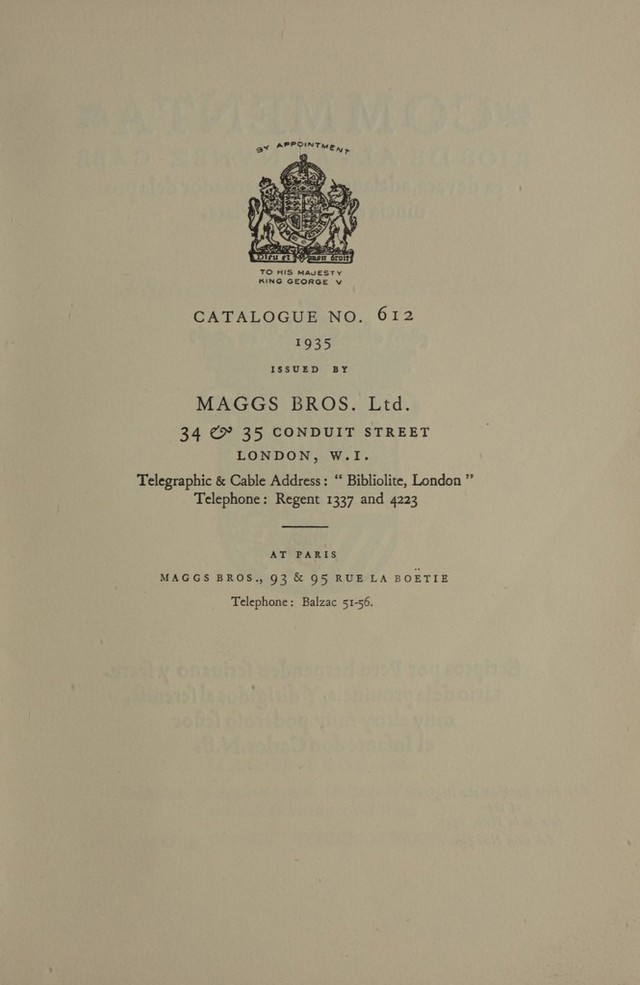 BY APPOINTMENT
Dieu et mon droit
TO HIS MAJESTY
KING GEORGE V
CATALOGUE NO. 612
1935
ISSUED BY
MAGGS BROS. Ltd.
34 & 35 CONDUIT STREET
LONDON, W.I.
Telegraphic & Cable Address: “ Bibliolite, London ”
Telephone: Regent 1337 and 4223
AT PARIS
MAGGS BROS., 93 & 95 RUE LA BOËTIE
Telephone: Balzac 51-56.